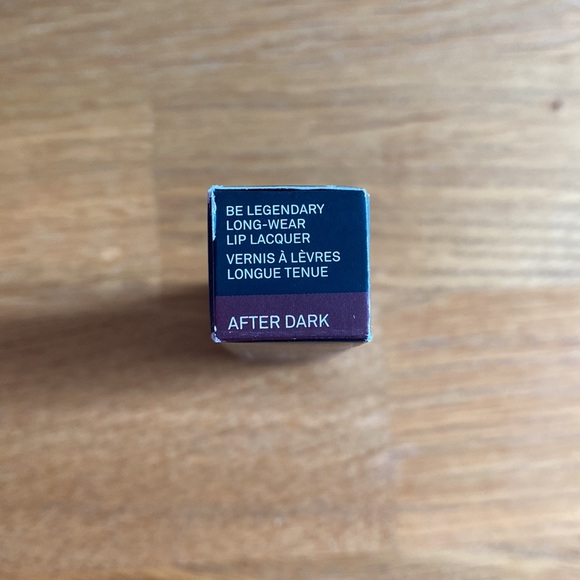 BE LEGENDARY
LONG-WEAR
LIP LACQUER
VERNIS À LÈVRES
LONGUE TENUE
AFTER DARK